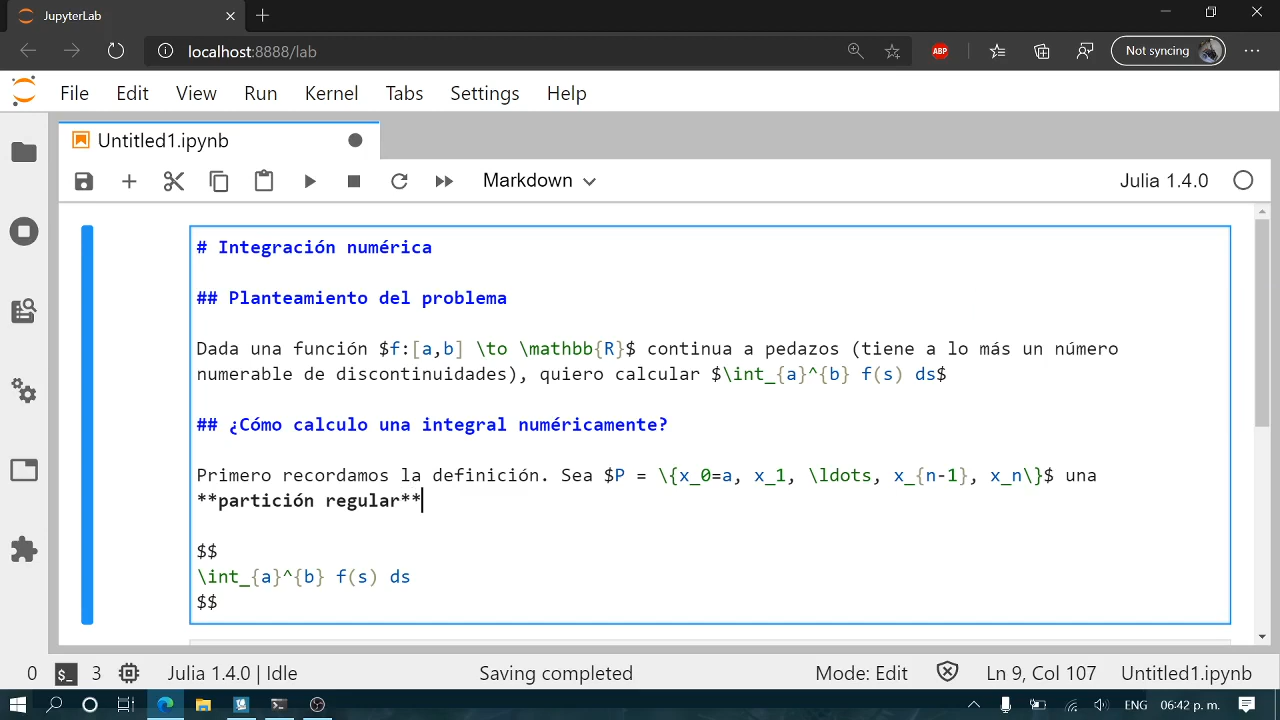 JupyterLab
localhost:8888/lab
ABP
Not syncing
File Edit View Run Kernel Tabs Settings Help
Untitled1.ipynb
Markdown
Julia 1.4.0
# Integración numérica
## Planteamiento del problema
Dada una función $f:[a,b] \to \mathbb{R}$ continua a pedazos (tiene a lo más un número
numerable de discontinuidades), quiero calcular $\int_{a}^{b} f(s) ds$
## ¿Cómo calculo una integral numéricamente?
Primero recordamos la definición. Sea $P = \{x_0=a, x_1, \ldots, x_{n-1}, x_n\}$ una
**partición regular**
$$
\int_{a}^{b} f(s) ds
$$
0 $_ 3 Julia 1.4.0 | Idle Saving completed Mode: Edit Ln 9, Col 107 Untitled1.ipynb
ENG 06:42 p. m.